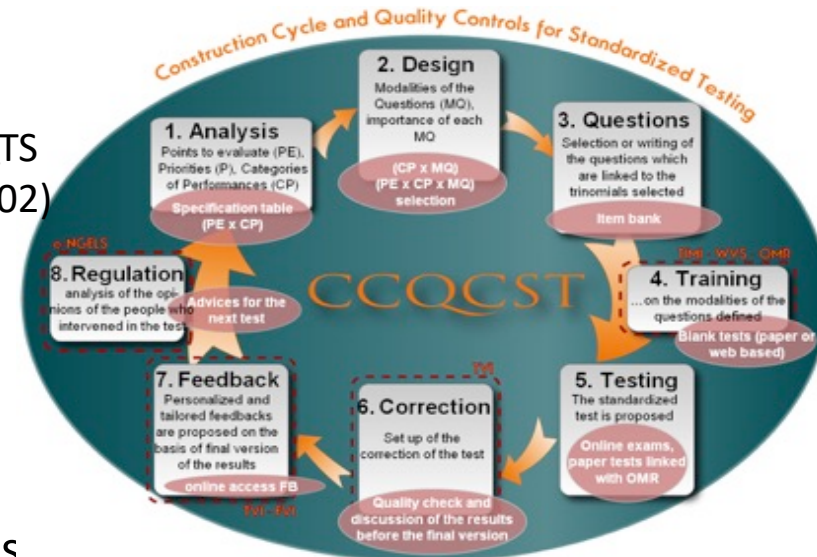 Construction Cycle and Quality Controls for Standardized Testing
TS
02)
1. Analysis
Points to evaluate (PE),
Priorities (P), Categories
of Performances (CP)
Specification table
(PE x CP)
2. Design
Modalities of the
Questions (MQ),
importance of each
MQ
(CP x MQ)
(PE x CP x MQ)
selection
3. Questions
Selection or writing of
the questions which
are linked to the
trinomials selected
Item bank
WVS - OMR
4. Training
...on the modalities of the
questions defined
Blank tests (paper or
web based)
5. Testing
The standardized
test is proposed
Online exams,
paper tests linked
with OMR
6. Correction
Set up of the
correction of the test
Quality check and
discussion of the results
before the final version
7. Feedback
Personalized and
tailored feedbacks
are proposed on the
basis of final version
of the results
online access FB
e-NGELS
8. Regulation
analysis of the opi-
nions of the people who
intervened in the test
Advices for the
next test
CCQCST